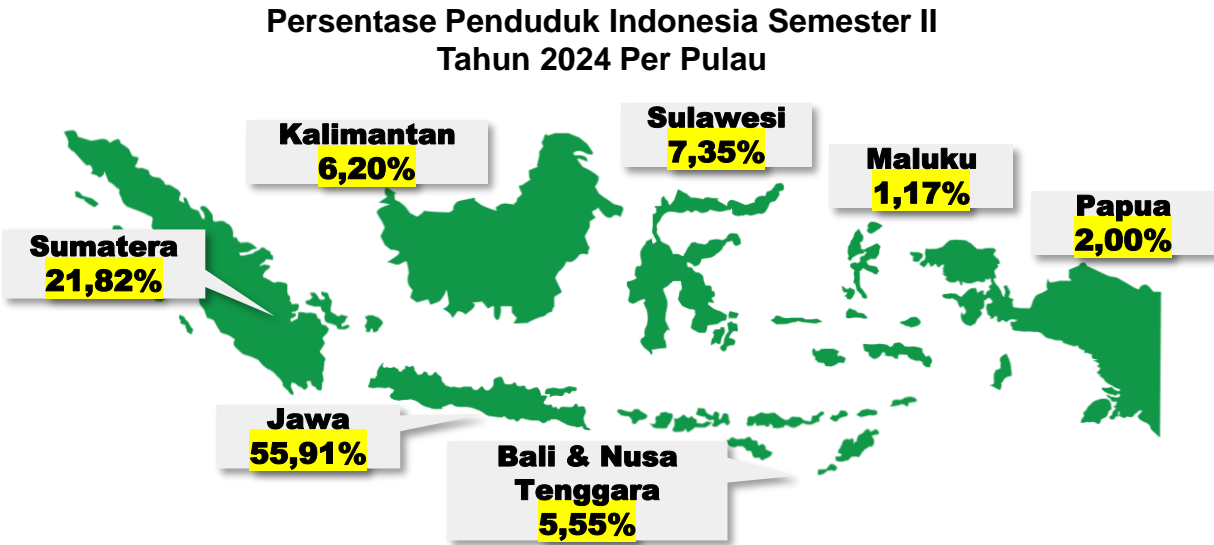 Persentase Penduduk Indonesia Semester II
Tahun 2024 Per Pulau
Kalimantan
6,20%
Sulawesi
7,35%
Maluku
1,17%
Papua
2,00%
Sumatera
21,82%
Jawa
55,91%
Bali & Nusa
Tenggara
5,55%